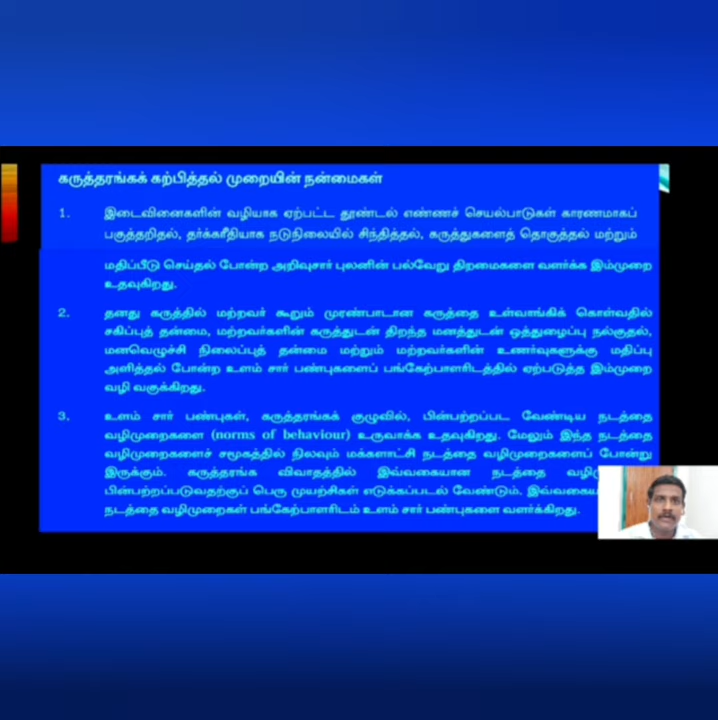 கருத்தரங்கக் கற்பித்தல் முறையின் நன்மைகள்
1. இடைவினைகளின் வழியாக ஏற்பட்ட தூண்டல் எண்ணச் செயல்பாடுகள் காரணமாகப்
பகுத்தறிதல், தர்க்கரீதியாக நடுநிலையில் சிந்தித்தல், கருத்துகளைத் தொகுத்தல் மற்றும்
மதிப்பீடு செய்தல் போன்ற அறிவுசார் புலனின் பல்வேறு திறமைகளை வளர்க்க இம்முறை
உதவுகிறது.
2. தனது கருத்தில் மற்றவர் கூறும் முரண்பாடான கருத்தை உள்வாங்கிக் கொள்வதில்
சகிப்புத் தன்மை, மற்றவர்களின் கருத்துடன் திறந்த மனத்துடன் ஒத்துழைப்பு நல்குதல்,
மனவெழுச்சி நிலைப்புத் தன்மை மற்றும் மற்றவர்களின் உணர்வுகளுக்கு மதிப்பு
அளித்தல் போன்ற உளம் சார் பண்புகளைப் பங்கேற்பாளரிடத்தில் ஏற்படுத்த இம்முறை
வழி வகுக்கிறது.
3. உளம் சார் பண்புகள், கருத்தரங்கக் குழுவில், பின்பற்றப்பட வேண்டிய நடத்தை
வழிமுறைகளை (norms of behaviour) உருவாக்க உதவுகிறது. மேலும் இந்த நடத்தை
வழிமுறைகளைச் சமூகத்தில் நிலவும் மக்களாட்சி நடத்தை வழிமுறைகளைப் போன்று
இருக்கும். கருத்தரங்க விவாதத்தில் இவ்வகையான நடத்தை
பின்பற்றப்படுவதற்குப் பெரு முயற்சிகள் எடுக்கப்படல் வேண்டும்.
நடத்தை வழிமுறைகள் பங்கேற்பாளரிடம் உளம் சார் பண்புகளை வளர்க்கிறது.